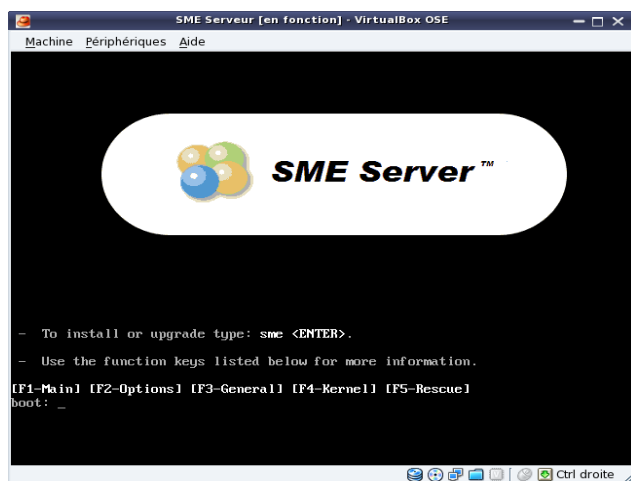 SME Serveur [en fonction] - VirtualBox OSE
Machine Périphériques Aide
SME Server™
- To install or upgrade type: sme <ENTER>.
- Use the function keys listed below for more information.
[F1-Main] [F2-Options] [F3-General] [F4-Kernel] [F5-Rescue]
boot: _
Ctrl droite